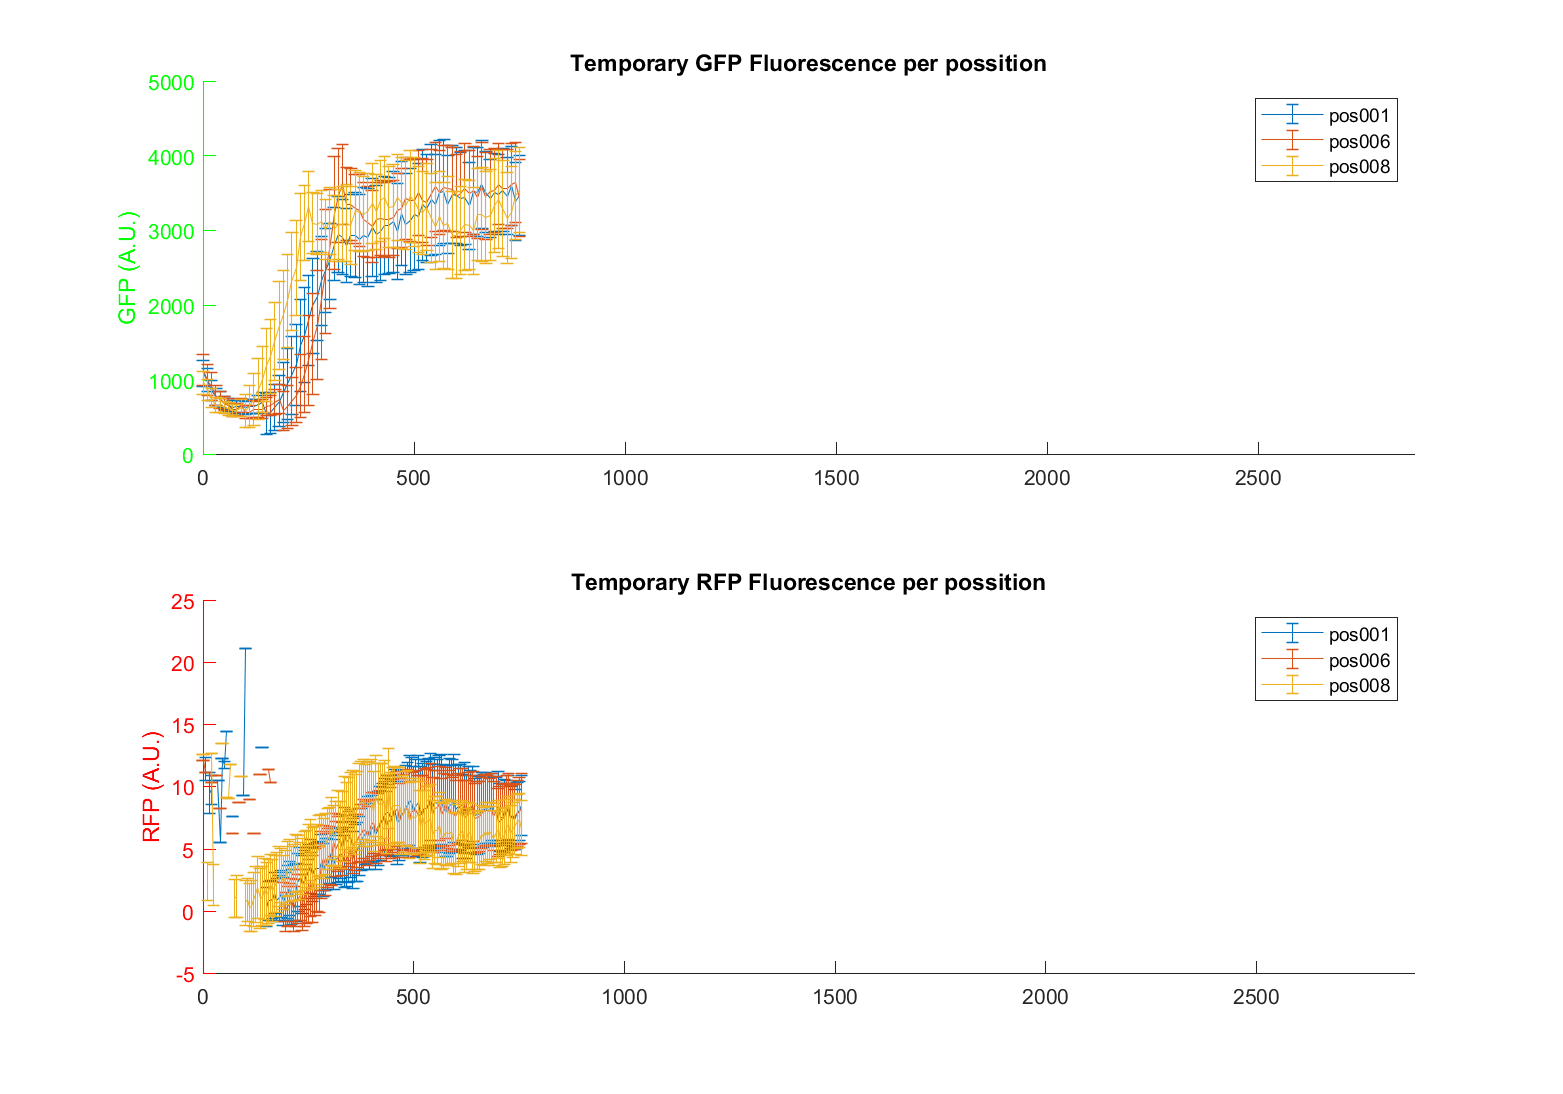 Temporary GFP Fluorescence per possition
GFP (A.U.)
5000
4000
3000
2000
1000
0
0 500 1000 1500 2000 2500
pos001
pos006
pos008
Temporary RFP Fluorescence per possition
RFP (A.U.)
25
20
15
10
5
0
-5
0 500 1000 1500 2000 2500
pos001
pos006
pos008